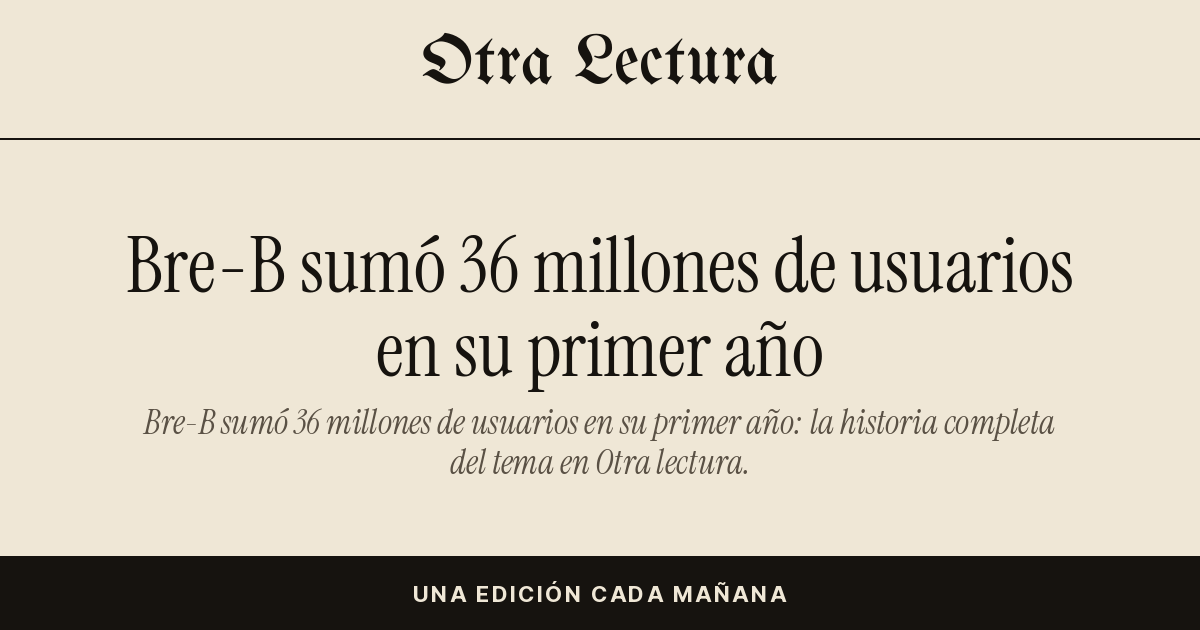 Otra Lectura
Bre-B sumó 36 millones de usuarios
en su primer año
Bre-B sumó 36 millones de usuarios en su primer año: la historia completa
del tema en Otra lectura.
UNA EDICIÓN CADA MAÑANA